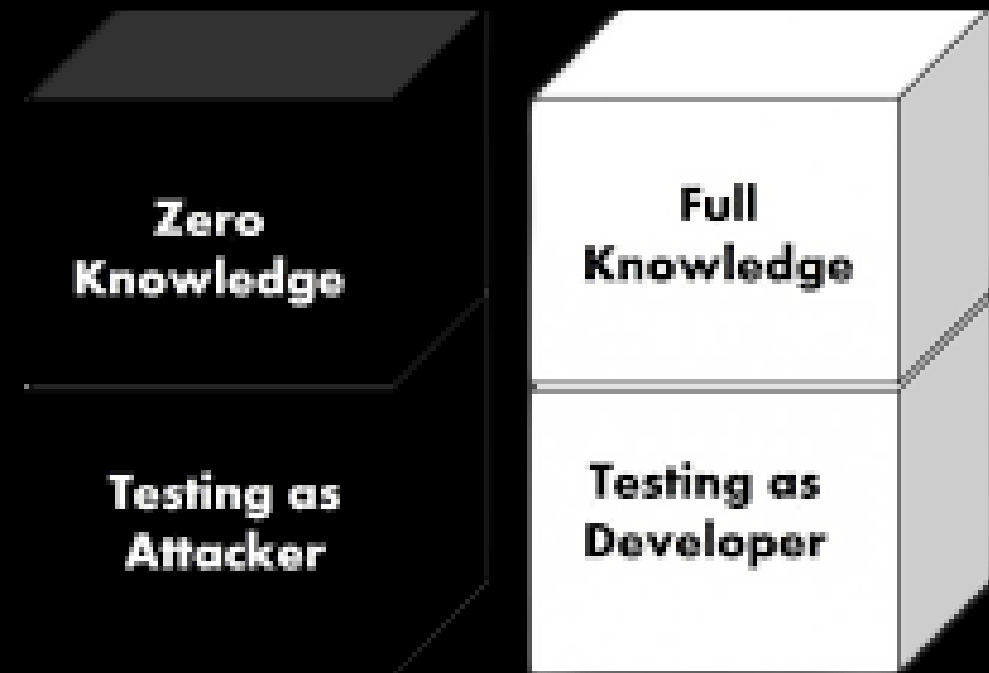 Zero
Knowledge
Testing as
Attacker
Full
Knowledge
Testing as
Developer